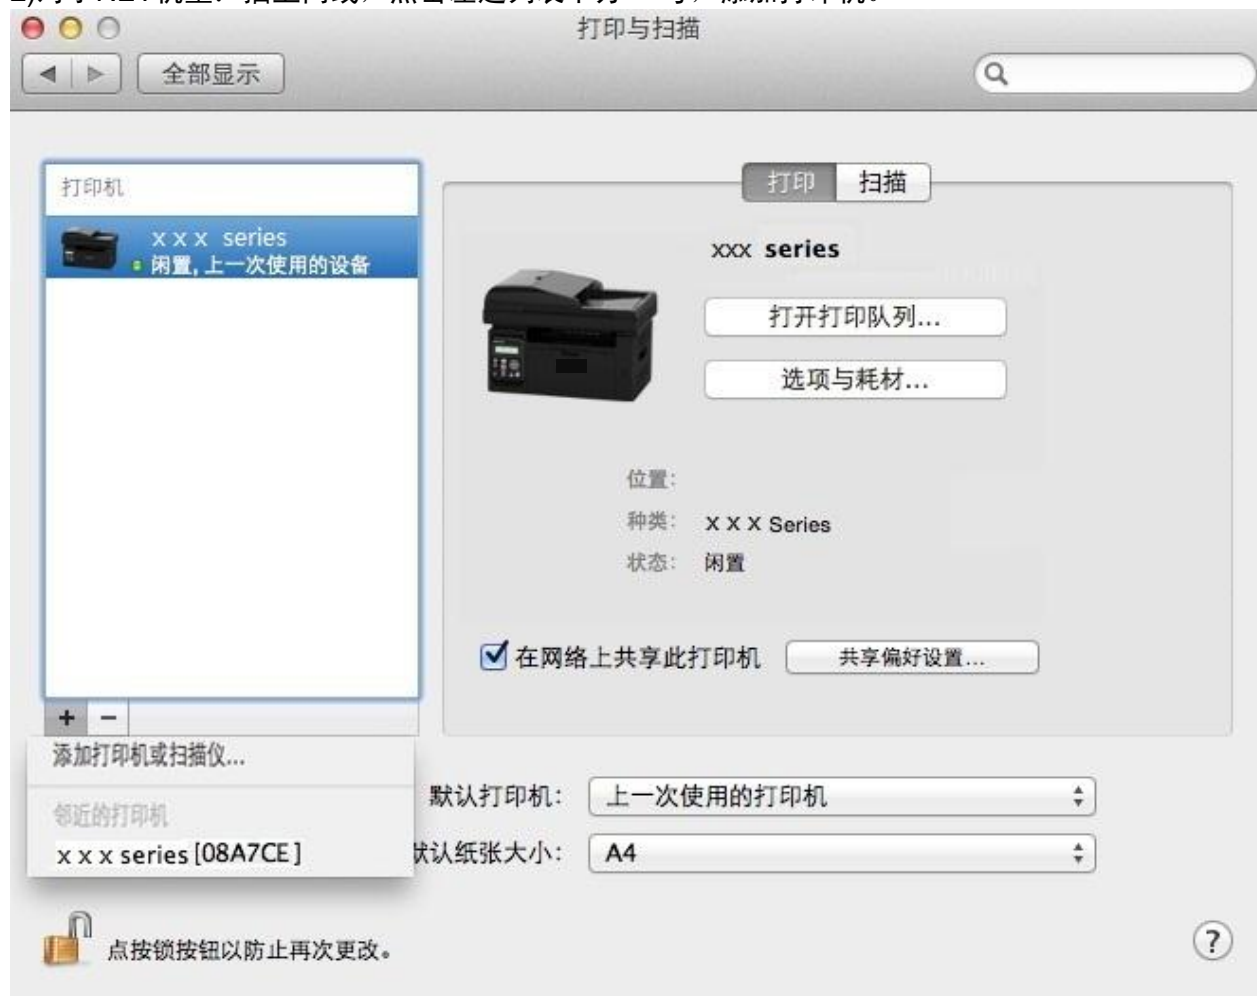 打印与扫描
全部显示
打印机
x x x series
闲置, 上一次使用的设备
打印 扫描
xxx series
打开打印队列...
选项与耗材...
位置:
种类: X X X Series
状态: 闲置
在网络上共享此打印机 共享偏好设置...
+ −
添加打印机或扫描仪...
邻近的打印机
x x x series [08A7CE]
默认打印机: 上一次使用的打印机
默认纸张大小: A4
点按锁按钮以防止再次更改。
?